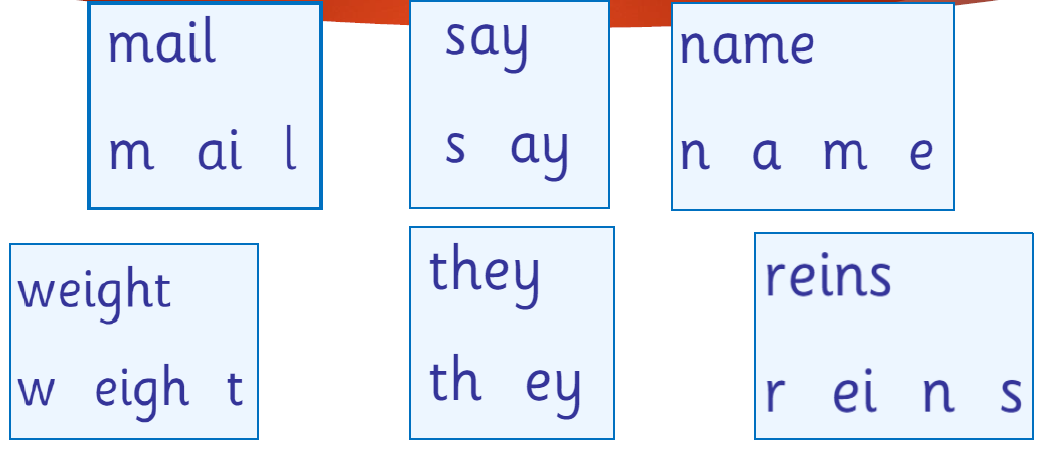 mail
m ai l
say
s ay
name
n a m e
weight
w eigh t
they
th ey
reins
r ei n s